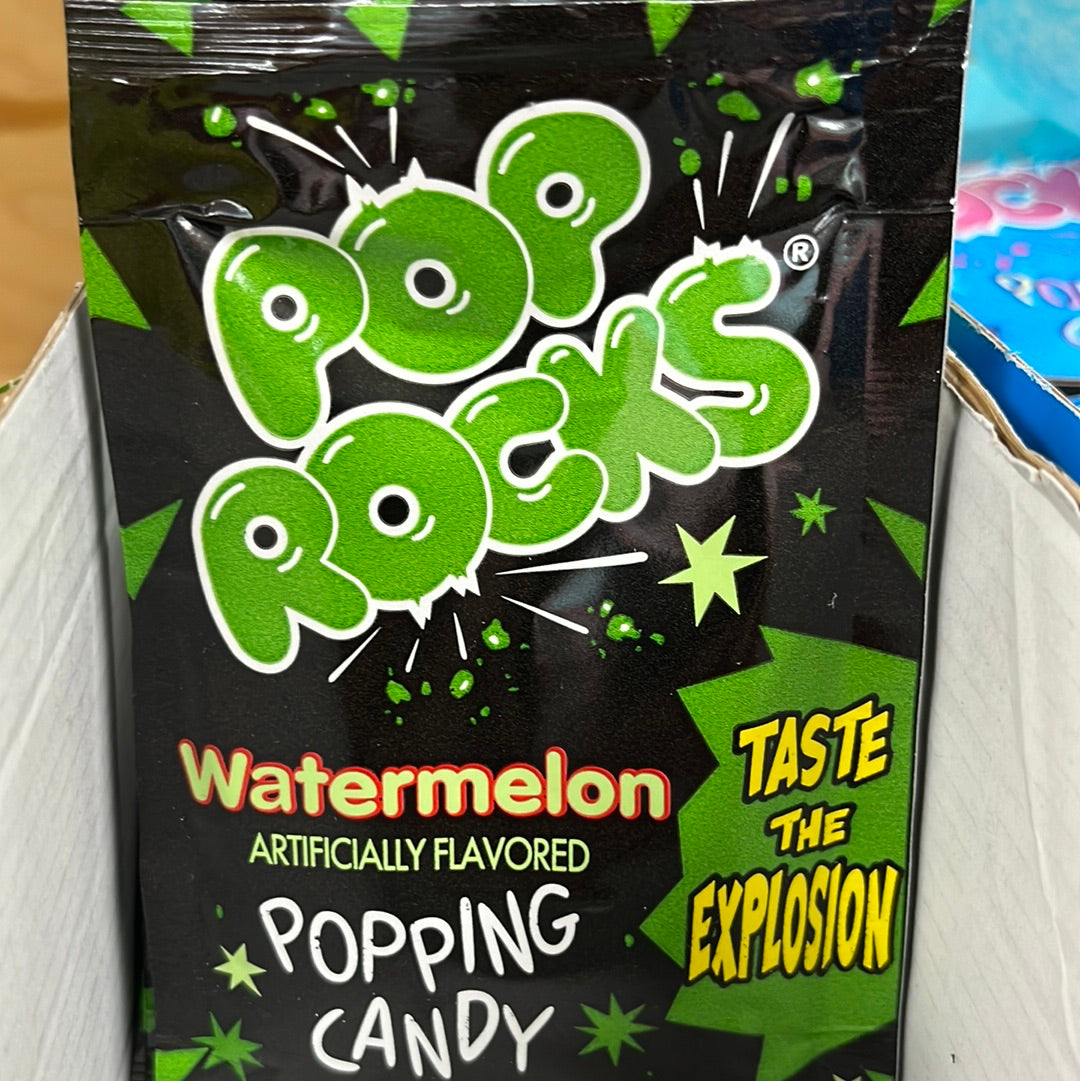 POP
ROCKS®
Watermelon
ARTIFICIALLY FLAVORED
POPPING
CANDY
TASTE
THE
EXPLOSION